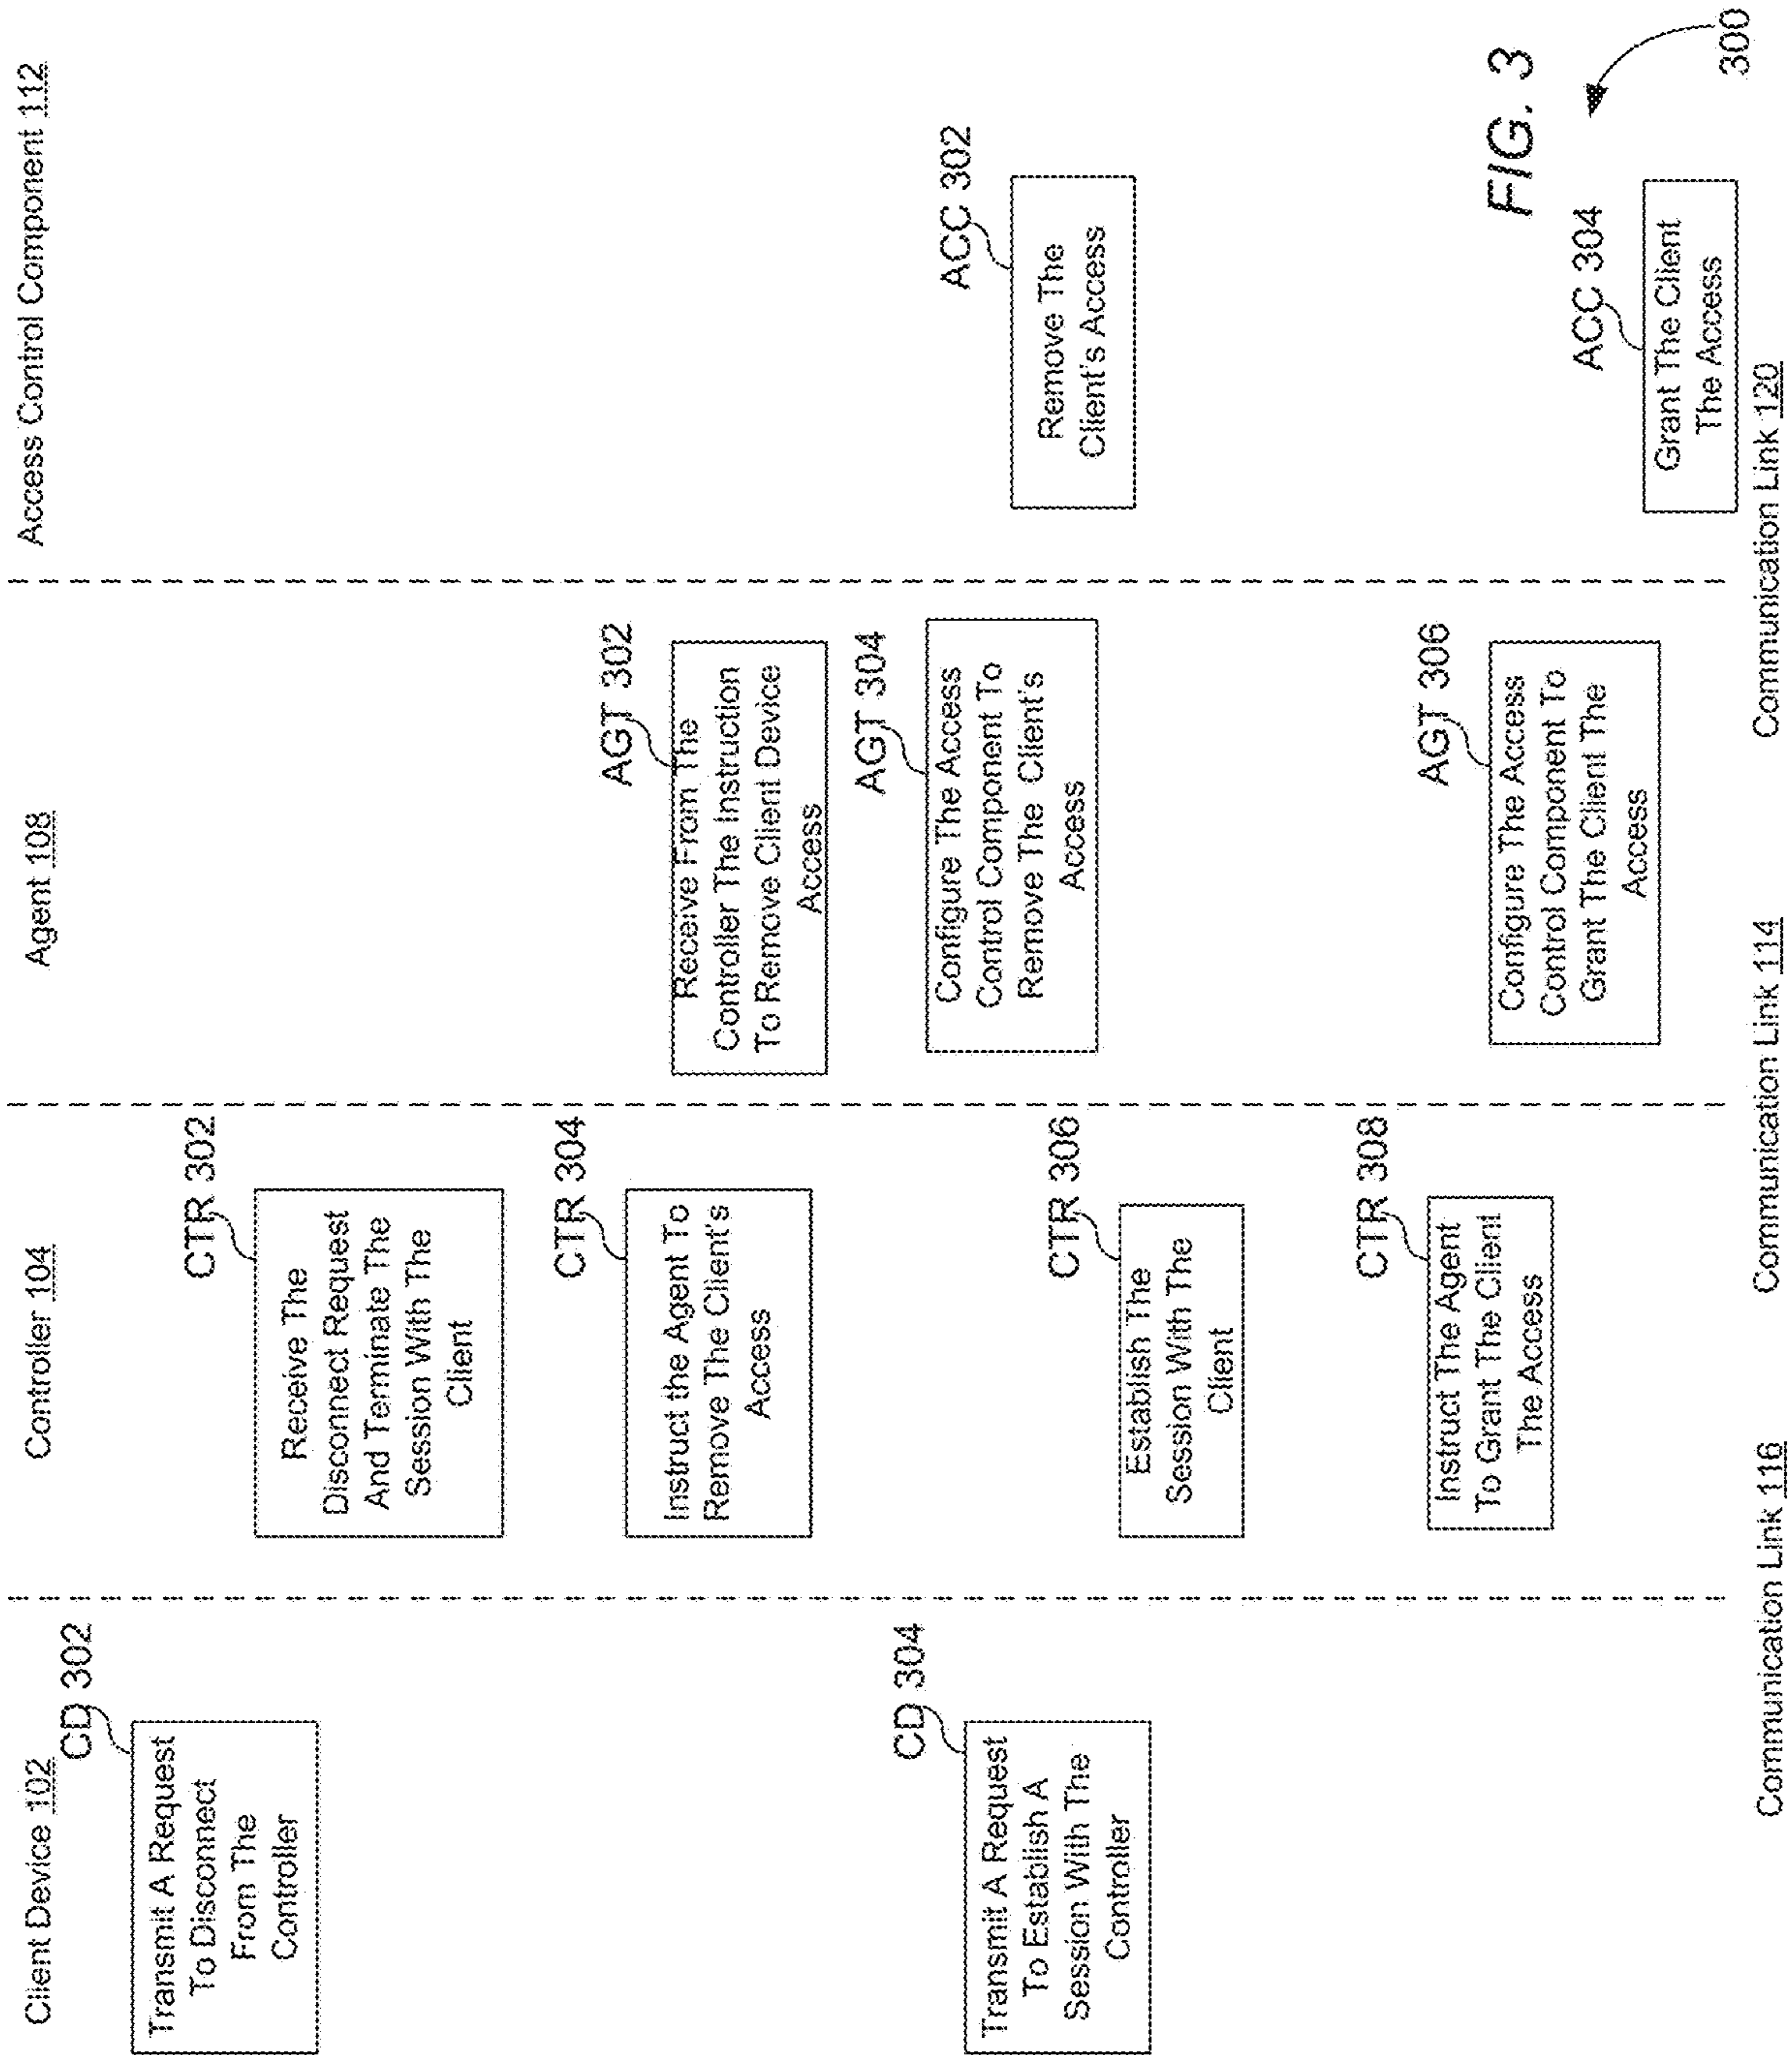 Client Device 102
Controller 104
Agent 108
Access Control Component 112
CD 302
Transmit A Request
To Disconnect
From The
Controller
CTR 302
Receive The
Disconnect Request
And Terminate The
Session With The
Client
CTR 304
Instruct the Agent To
Remove The Client's
Access
AGT 302
Receive From The
Controller The Instruction
To Remove Client Device
Access
AGT 304
Configure The Access
Control Component To
Remove The Client's
Access
ACC 302
Remove The
Client's Access
CD 304
Transmit A Request
To Establish A
Session With The
Controller
CTR 306
Establish The
Session With The
Client
CTR 308
Instruct The Agent
To Grant The Client
The Access
AGT 306
Configure The Access
Control Component To
Grant The Client The
Access
ACC 304
Grant The Client
The Access
Communication Link 116
Communication Link 114
Communication Link 120
FIG. 3
300